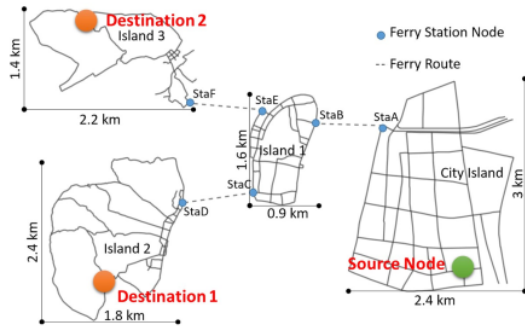 Destination 2
Island 3
Ferry Station Node
Ferry Route
1.4 km
2.2 km
StaF
StaE
StaB
StaA
1.6 km
Island 1
City Island
StaC
0.9 km
3 km
StaD
2.4 km
Island 2
Source Node
Destination 1
1.8 km
2.4 km